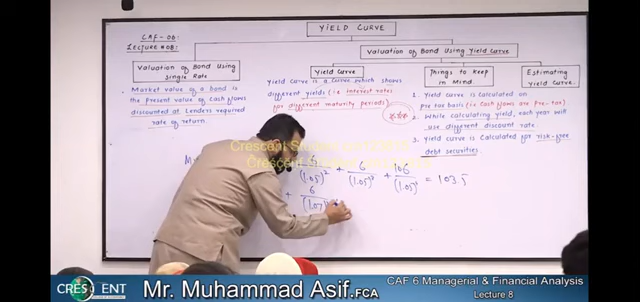 YIELD CURVE
CAF-06
LECTURE #08:
Valuation of Bond Using Yield Curve
Valuation of Bond Using
Single Rate
Yield Curve
Things to Keep
in Mind
Estimating
Yield Curve
Market value of a bond is
the Present value of Cash flows
discounted at Lenders required
rate of return.
Yield Curve is a curve which shows
different yields (i.e interest rates
for different maturity periods)
1. Yield curve is calculated on
Pre tax basis (i.e Cash flows are Pre-tax)
2. While calculating yield, each year will
use different discount rate
3. Yield curve is Calculated for risk-free
debt securities.
(1.05)² + 6 / (1.05)³ + 106 / (1.05)⁴ = 103.5
+ 6 / (1.07)
CRESCENT
Mr. Muhammad Asif, FCA
CAF 6 Managerial & Financial Analysis
Lecture 8